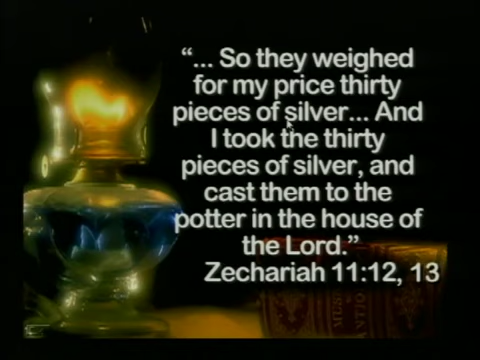 “... So they weighed
for my price thirty
pieces of silver... And
I took the thirty
pieces of silver, and
cast them to the
potter in the house of
the Lord.”
Zechariah 11:12, 13